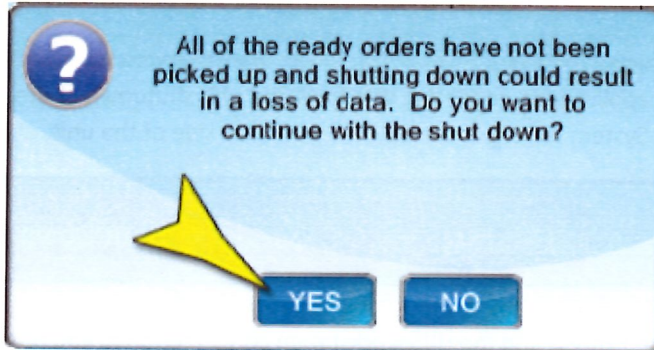 ?
All of the ready orders have not been
picked up and shutting down could result
in a loss of data. Do you want to
continue with the shut down?
YES
NO